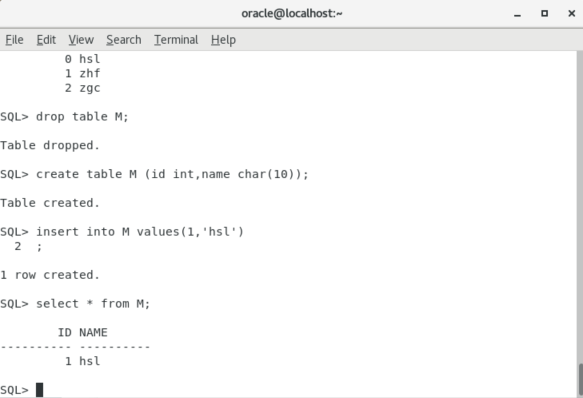 oracle@localhost:~
File Edit View Search Terminal Help
0 hsl
1 zhf
2 zgc
SQL> drop table M;
Table dropped.
SQL> create table M (id int,name char(10));
Table created.
SQL> insert into M values(1,'hsl')
2 ;
1 row created.
SQL> select * from M;
ID NAME
---------- ----------
1 hsl
SQL>